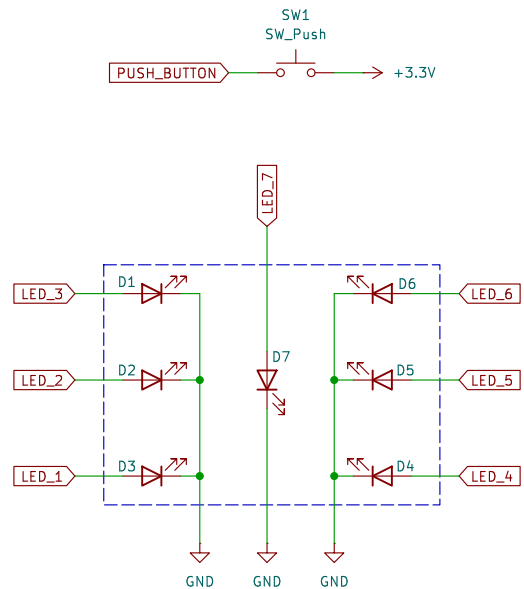 SW1
SW_Push
PUSH_BUTTON
+3.3V
LED_7
D1
D6
LED_3
LED_6
D7
D2
D5
LED_2
LED_5
D3
D4
LED_1
LED_4
GND
GND
GND